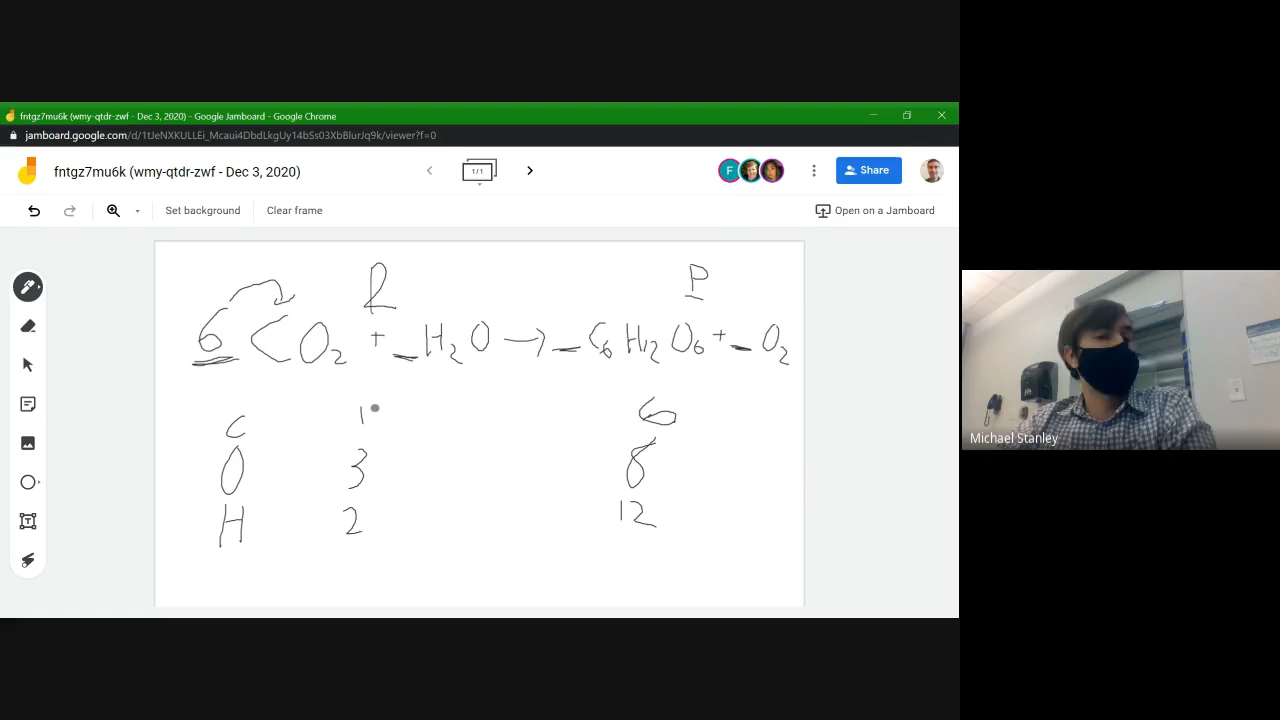 fntgz7mu6k (wmy-qtdr-zwf - Dec 3, 2020) - Google Jamboard - Google Chrome
jamboard.google.com/d/1tJeNXKULLEi_Mcaui4DbdLkgUy14bSs03XbBlurJq9k/viewer?f=0
fntgz7mu6k (wmy-qtdr-zwf - Dec 3, 2020)
1/1
F
Share
Set background
Clear frame
Open on a Jamboard
R P
6 CO2 + _ H2O → _ C6 H12 O6 + _ O2
C 1 6
O 3 8
H 2 12
Michael Stanley